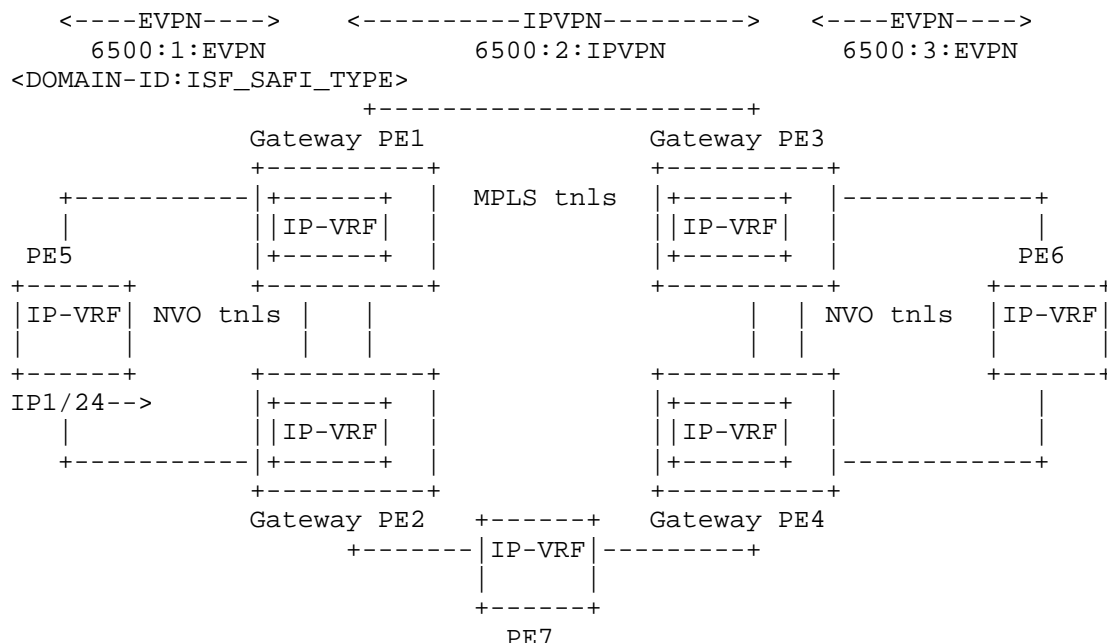 <----EVPN----> <----------IPVPN---------> <----EVPN---->
6500:1:EVPN 6500:2:IPVPN 6500:3:EVPN
<DOMAIN-ID:ISF_SAFI_TYPE>
Gateway PE1 Gateway PE3
MPLS tnls
IP-VRF IP-VRF
PE5 PE6
IP-VRF NVO tnls NVO tnls IP-VRF
IP1/24-->
IP-VRF IP-VRF
Gateway PE2 Gateway PE4
IP-VRF
PE7